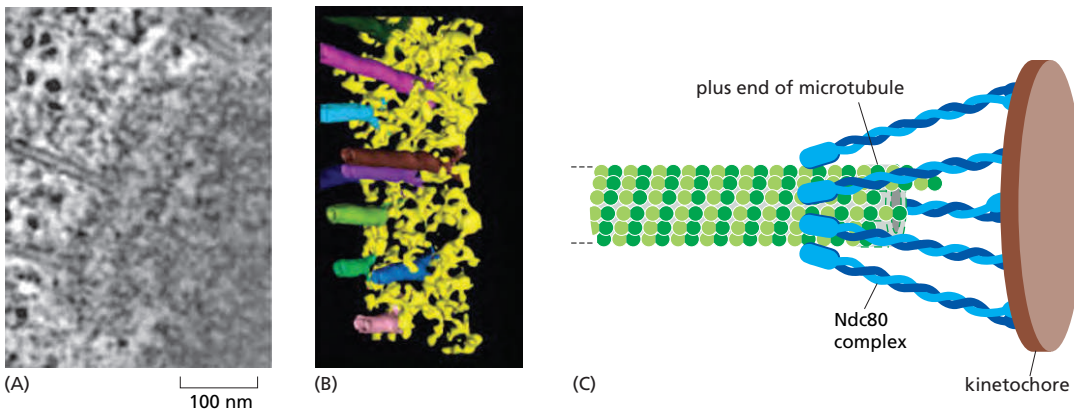 plus end of microtubule
Ndc80
complex
kinetochore
(A)
100 nm
(B)
(C)